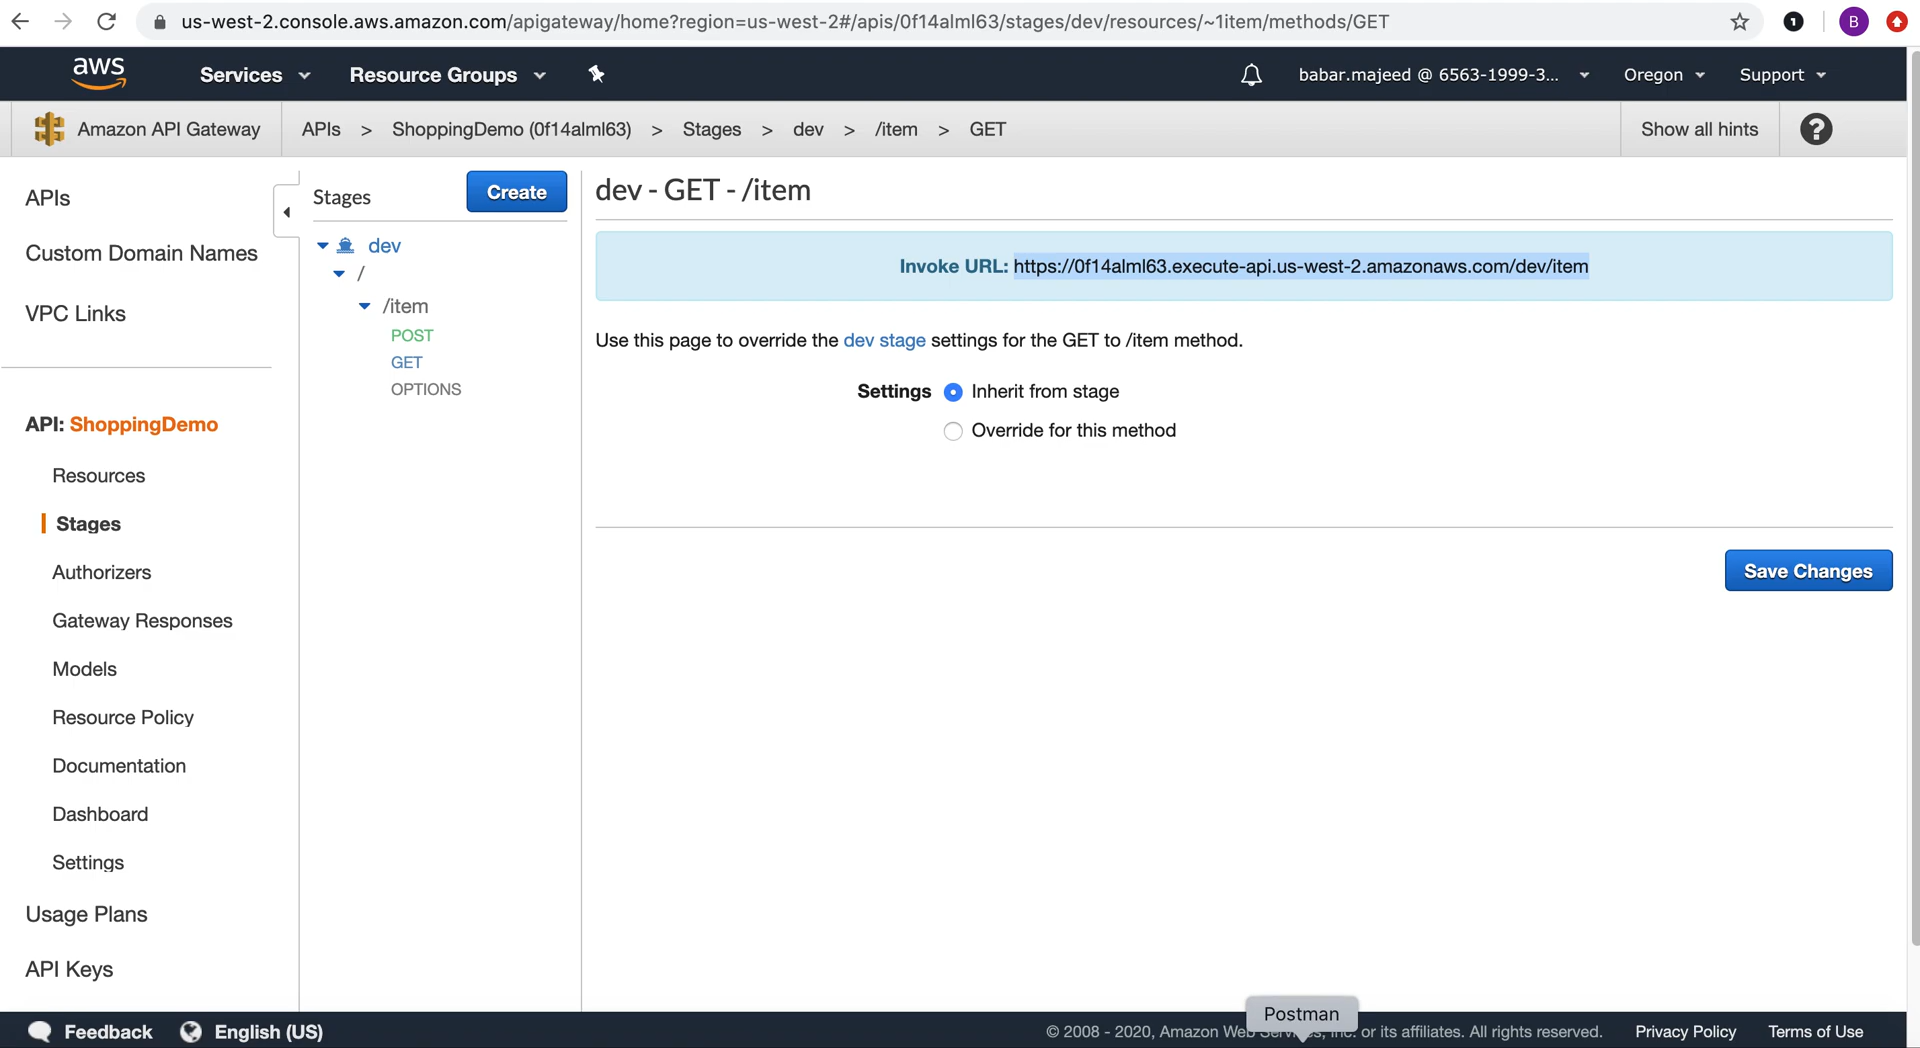 us-west-2.console.aws.amazon.com/apigateway/home?region=us-west-2#/apis/0f14alml63/stages/dev/resources/~1item/methods/GET
1
B
aws
Services
Resource Groups
babar.majeed @ 6563-1999-3...
Oregon
Support
Amazon API Gateway
APIs > ShoppingDemo (0f14alml63) > Stages > dev > /item > GET
Show all hints
?
APIs
Custom Domain Names
VPC Links
API: ShoppingDemo
Resources
Stages
Authorizers
Gateway Responses
Models
Resource Policy
Documentation
Dashboard
Settings
Usage Plans
API Keys
Stages
Create
dev
/
/item
POST
GET
OPTIONS
dev - GET - /item
Invoke URL: https://0f14alml63.execute-api.us-west-2.amazonaws.com/dev/item
Use this page to override the dev stage settings for the GET to /item method.
Settings
Inherit from stage
Override for this method
Save Changes
Postman
Feedback
English (US)
© 2008 - 2020, Amazon Web Services, Inc. or its affiliates. All rights reserved.
Privacy Policy
Terms of Use